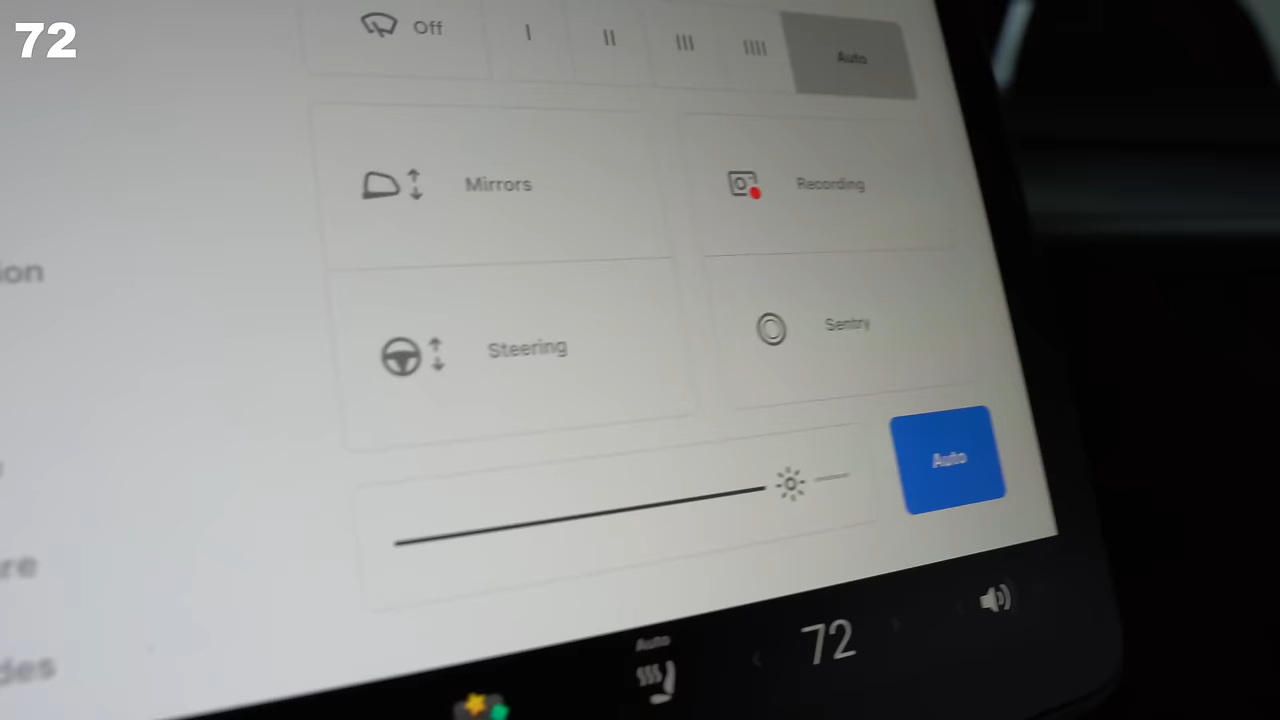 72
Off I II III IIII Auto
Mirrors
Recording
Steering
Sentry
Auto
Auto
72